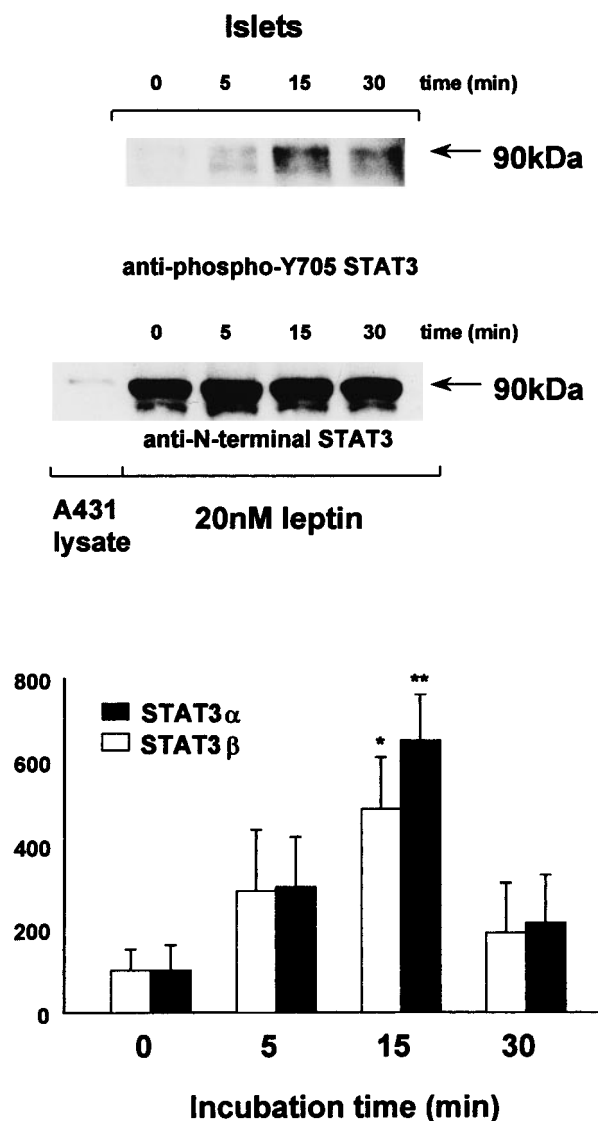 Islets
0 5 15 30 time (min)
90kDa
anti-phospho-Y705 STAT3
0 5 15 30 time (min)
90kDa
anti-N-terminal STAT3
A431 lysate
20nM leptin
800
600
400
200
0
STAT3 α
STAT3 β
*
**
0 5 15 30
Incubation time (min)